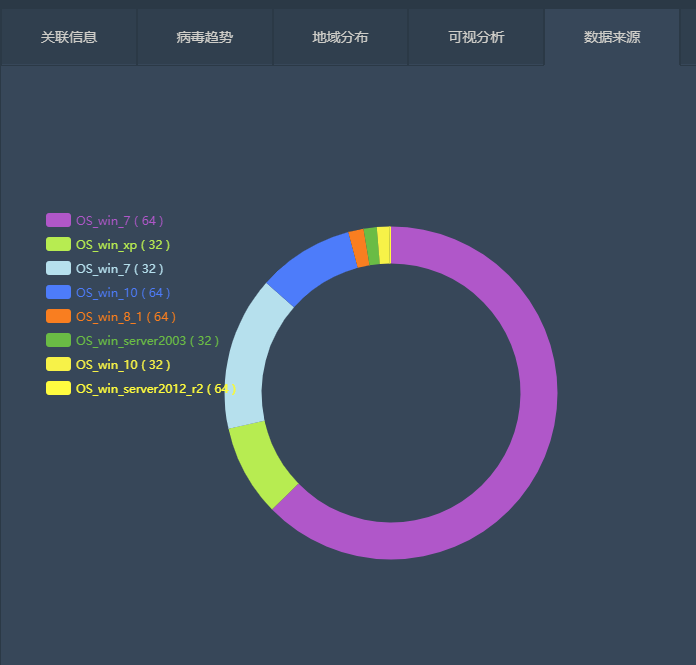 关联信息 病毒趋势 地域分布 可视分析 数据来源
OS_win_7 ( 64 )
OS_win_xp ( 32 )
OS_win_7 ( 32 )
OS_win_10 ( 64 )
OS_win_8_1 ( 64 )
OS_win_server2003 ( 32 )
OS_win_10 ( 32 )
OS_win_server2012_r2 ( 64 )